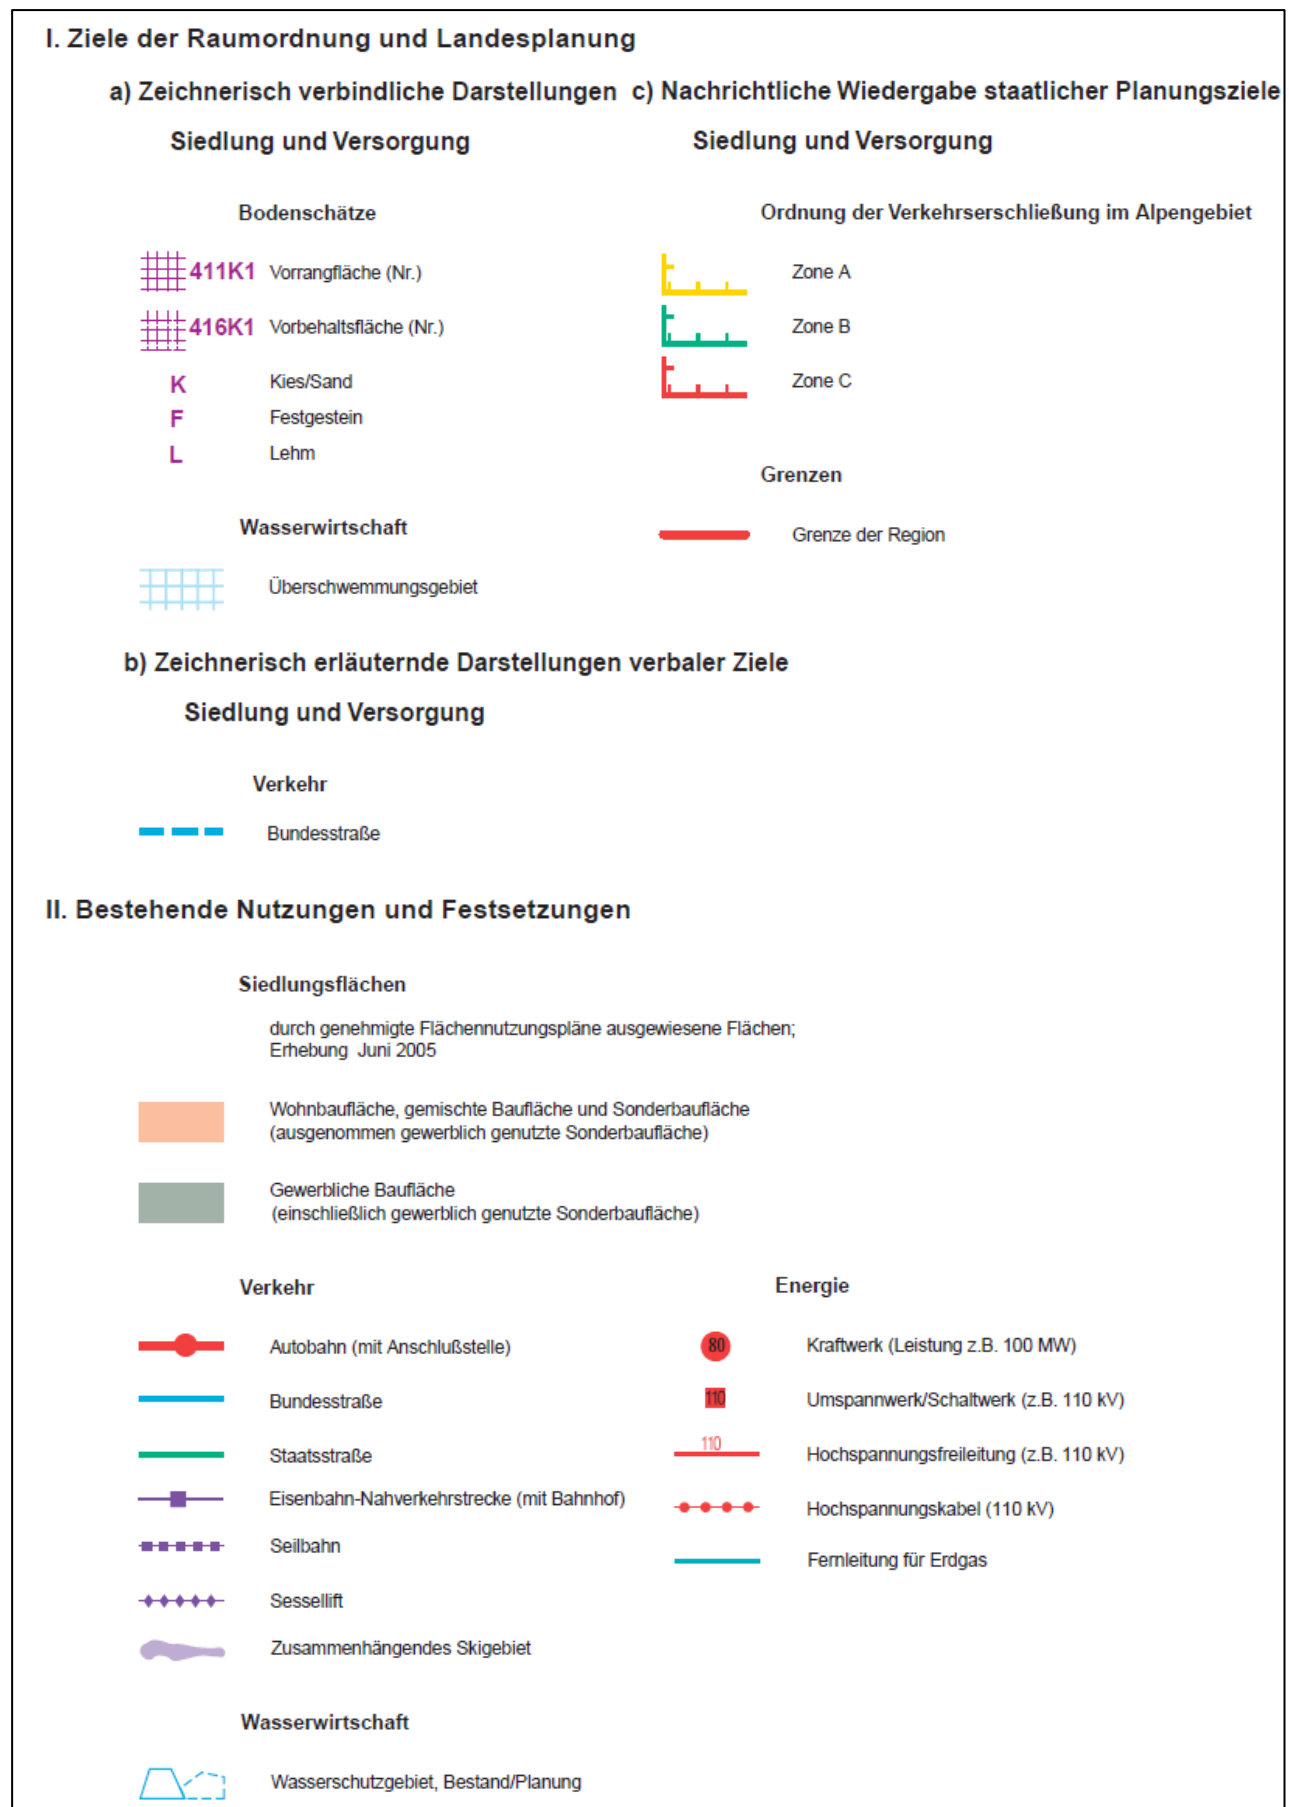 I. Ziele der Raumordnung und Landesplanung
a) Zeichnerisch verbindliche Darstellungen
Siedlung und Versorgung
Bodenschätze
411K1 Vorrangfläche (Nr.)
416K1 Vorbehaltsfläche (Nr.)
K Kies/Sand
F Festgestein
L Lehm
Wasserwirtschaft
Überschwemmungsgebiet
c) Nachrichtliche Wiedergabe staatlicher Planungsziele
Siedlung und Versorgung
Ordnung der Verkehrserschließung im Alpengebiet
Zone A
Zone B
Zone C
Grenzen
Grenze der Region
b) Zeichnerisch erläuternde Darstellungen verbaler Ziele
Siedlung und Versorgung
Verkehr
Bundesstraße
II. Bestehende Nutzungen und Festsetzungen
Siedlungsflächen
durch genehmigte Flächennutzungspläne ausgewiesene Flächen;
Erhebung Juni 2005
Wohnbaufläche, gemischte Baufläche und Sonderbaufläche
(ausgenommen gewerblich genutzte Sonderbaufläche)
Gewerbliche Baufläche
(einschließlich gewerblich genutzte Sonderbaufläche)
Verkehr
Autobahn (mit Anschlußstelle)
Bundesstraße
Staatsstraße
Eisenbahn-Nahverkehrstrecke (mit Bahnhof)
Seilbahn
Sessellift
Zusammenhängendes Skigebiet
Energie
80 Kraftwerk (Leistung z.B. 100 MW)
110 Umspannwerk/Schaltwerk (z.B. 110 kV)
110 Hochspannungsfreileitung (z.B. 110 kV)
Hochspannungskabel (110 kV)
Fernleitung für Erdgas
Wasserwirtschaft
Wasserschutzgebiet, Bestand/Planung